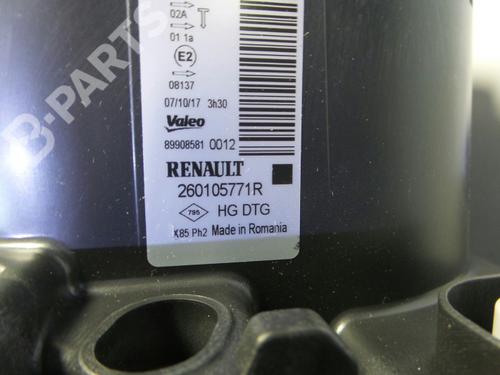 02A
01 1a
E2
08137
07/10/17 3h30
Valeo
89908581 0012
RENAULT
260105771R
795 HG DTG
K85 Ph2 Made in Romania
B-PARTS